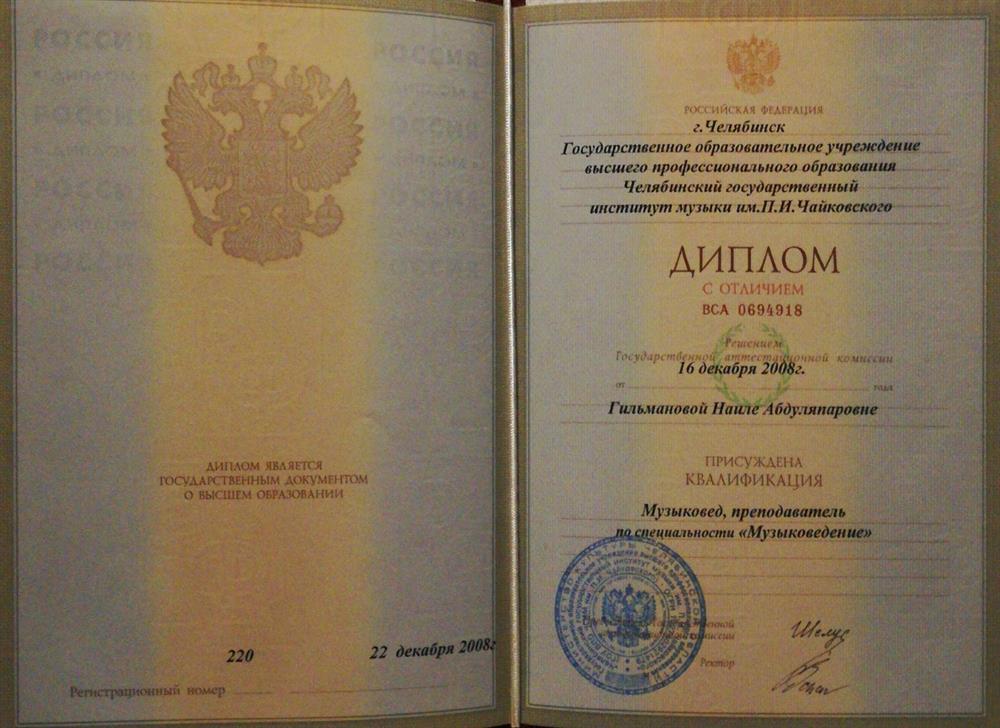 ДИПЛОМ ЯВЛЯЕТСЯ
ГОСУДАРСТВЕННЫМ ДОКУМЕНТОМ
О ВЫСШЕМ ОБРАЗОВАНИИ
220
22 декабря 2008г
Регистрационный номер
РОССИЙСКАЯ ФЕДЕРАЦИЯ
г.Челябинск
Государственное образовательное учреждение
высшего профессионального образования
Челябинский государственный
институт музыки им.П.И.Чайковского
ДИПЛОМ
С ОТЛИЧИЕМ
ВСА 0694918
Решением
Государственной аттестационной комиссии
16 декабря 2008г.
от года
Гильмановой Наиле Абдуляпаровне
ПРИСУЖДЕНА
КВАЛИФИКАЦИЯ
Музыковед, преподаватель
по специальности «Музыковедение»
Ректор